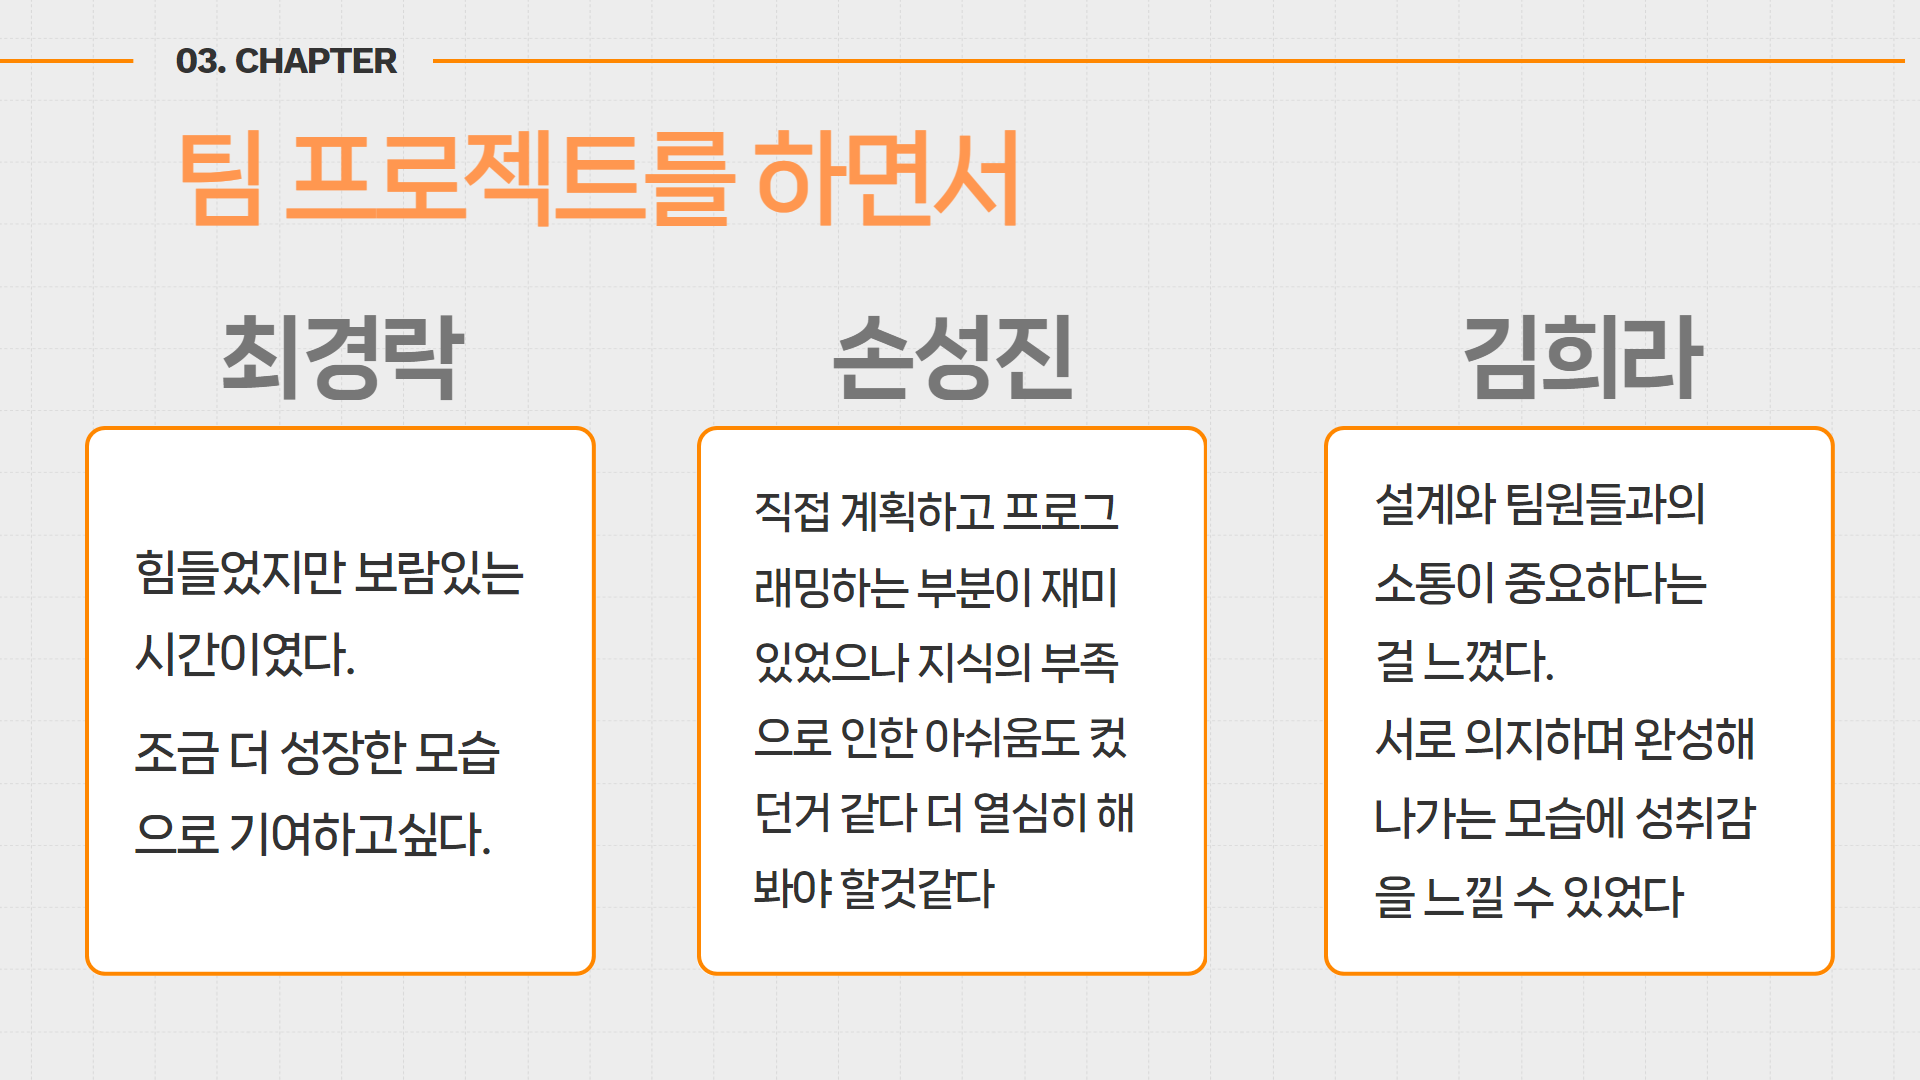 03. CHAPTER
팀 프로젝트를 하면서
최경락
힘들었지만 보람있는
시간이였다.
조금 더 성장한 모습
으로 기여하고싶다.
손성진
직접 계획하고 프로그
래밍하는 부분이 재미
있었으나 지식의 부족
으로 인한 아쉬움도 컸
던거 같다 더 열심히 해
봐야 할것같다
김희라
설계와 팀원들과의
소통이 중요하다는
걸 느꼈다.
서로 의지하며 완성해
나가는 모습에 성취감
을 느낄 수 있었다